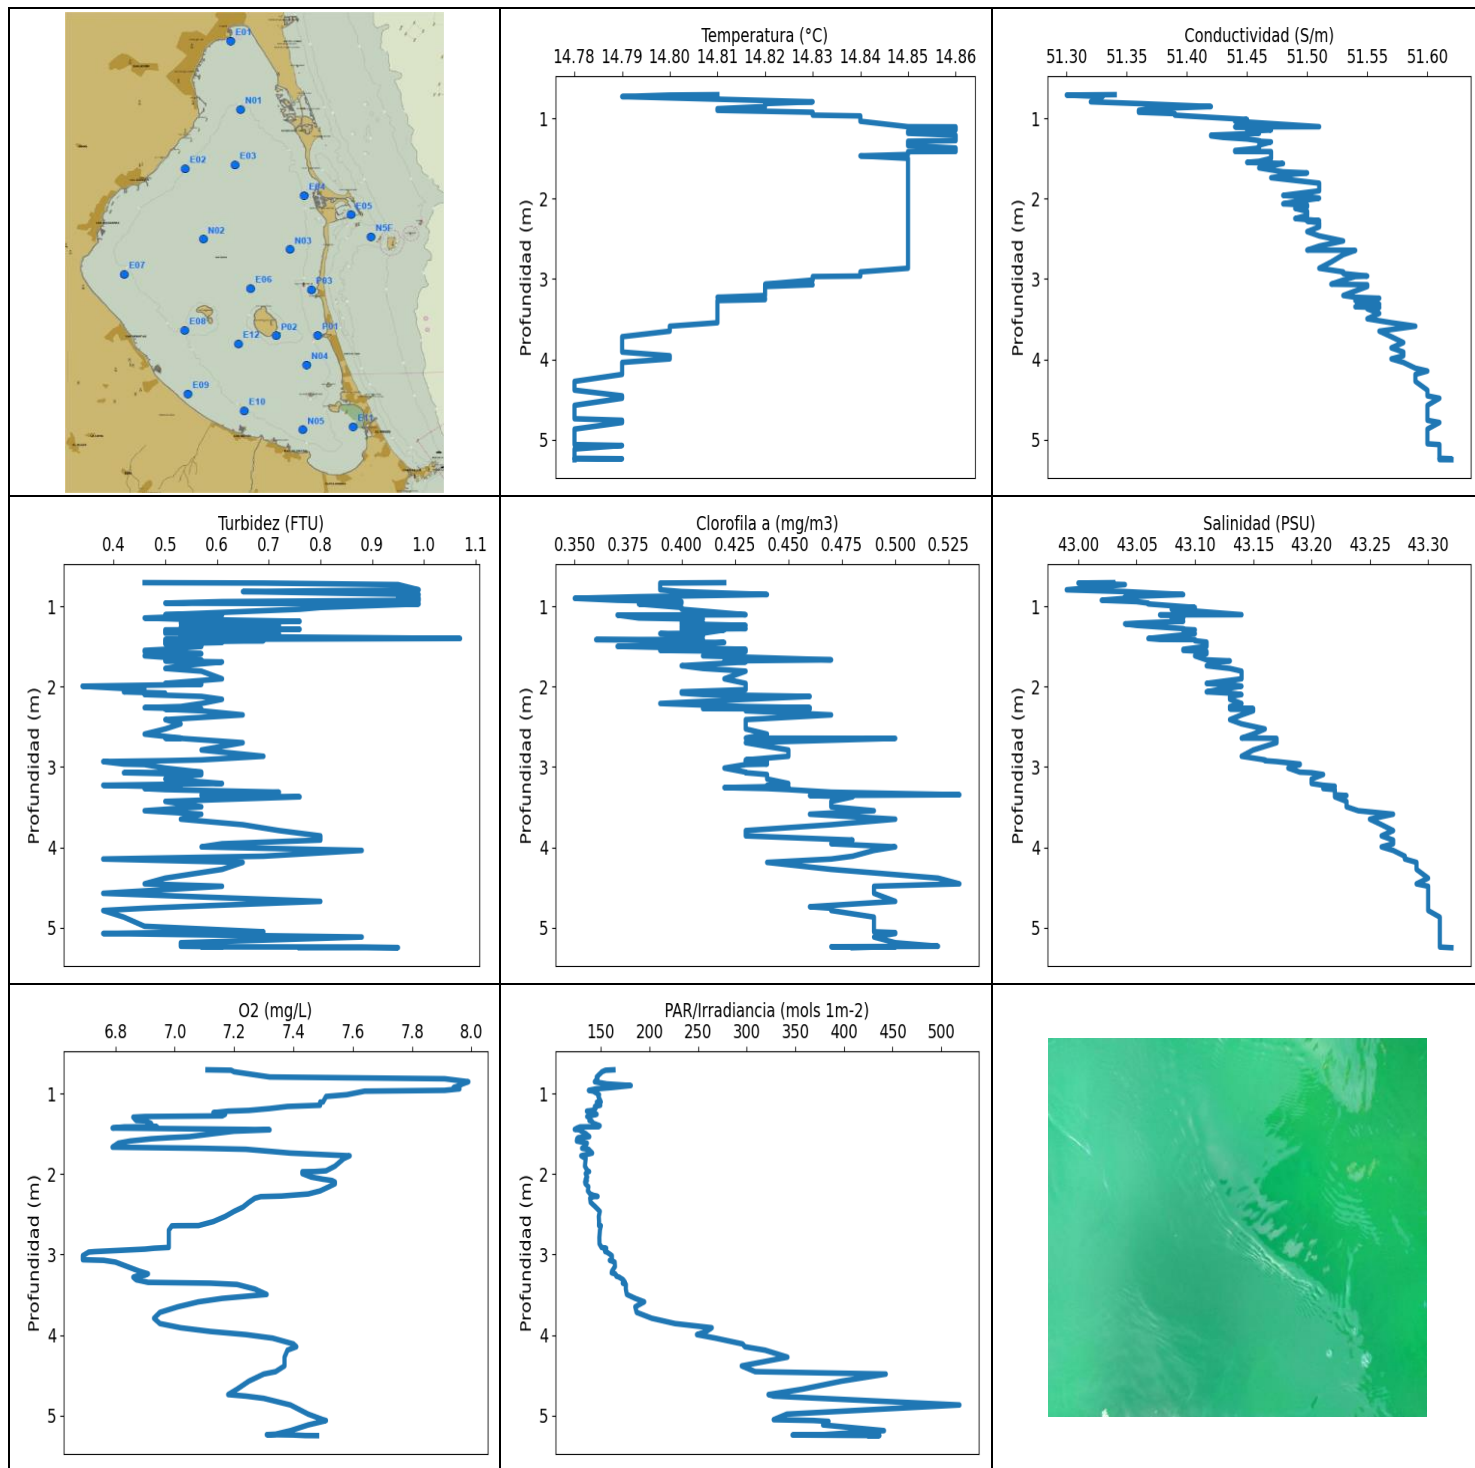 E01
N01
E02
E03
E04
E05
N5F
N02
N03
E07
E06
P03
E08
E12
P02
P01
N04
E09
E10
N05
E11
Temperatura (°C)
14.78 14.79 14.80 14.81 14.82 14.83 14.84 14.85 14.86
Profundidad (m)
1
2
3
4
5
Conductividad (S/m)
51.30 51.35 51.40 51.45 51.50 51.55 51.60
Profundidad (m)
1
2
3
4
5
Turbidez (FTU)
0.4 0.5 0.6 0.7 0.8 0.9 1.0 1.1
Profundidad (m)
1
2
3
4
5
Clorofila a (mg/m3)
0.350 0.375 0.400 0.425 0.450 0.475 0.500 0.525
Profundidad (m)
1
2
3
4
5
Salinidad (PSU)
43.00 43.05 43.10 43.15 43.20 43.25 43.30
Profundidad (m)
1
2
3
4
5
O2 (mg/L)
6.8 7.0 7.2 7.4 7.6 7.8 8.0
Profundidad (m)
1
2
3
4
5
PAR/Irradiancia (mols 1m-2)
150 200 250 300 350 400 450 500
Profundidad (m)
1
2
3
4
5